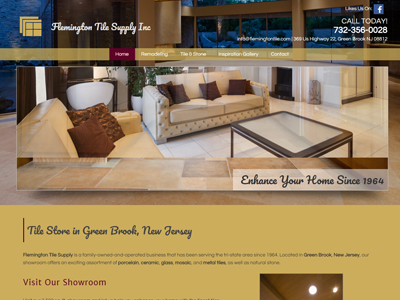 Likes Us On:
Flemington Tile Supply Inc
CALL TODAY!
732-356-0028
info@flemingtontile.com | 369 Us Highway 22, Green Brook NJ 08812
Home Remodeling Tile & Stone Inspiration Gallery Contact
Enhance Your Home Since 1964
Tile Store in Green Brook, New Jersey
Flemington Tile Supply is a family-owned-and-operated business that has been serving the tri-state area since 1964. Located in Green Brook, New Jersey, our
showroom offers an exciting assortment of porcelain, ceramic, glass, mosaic, and metal tiles, as well as natural stone.
Visit Our Showroom